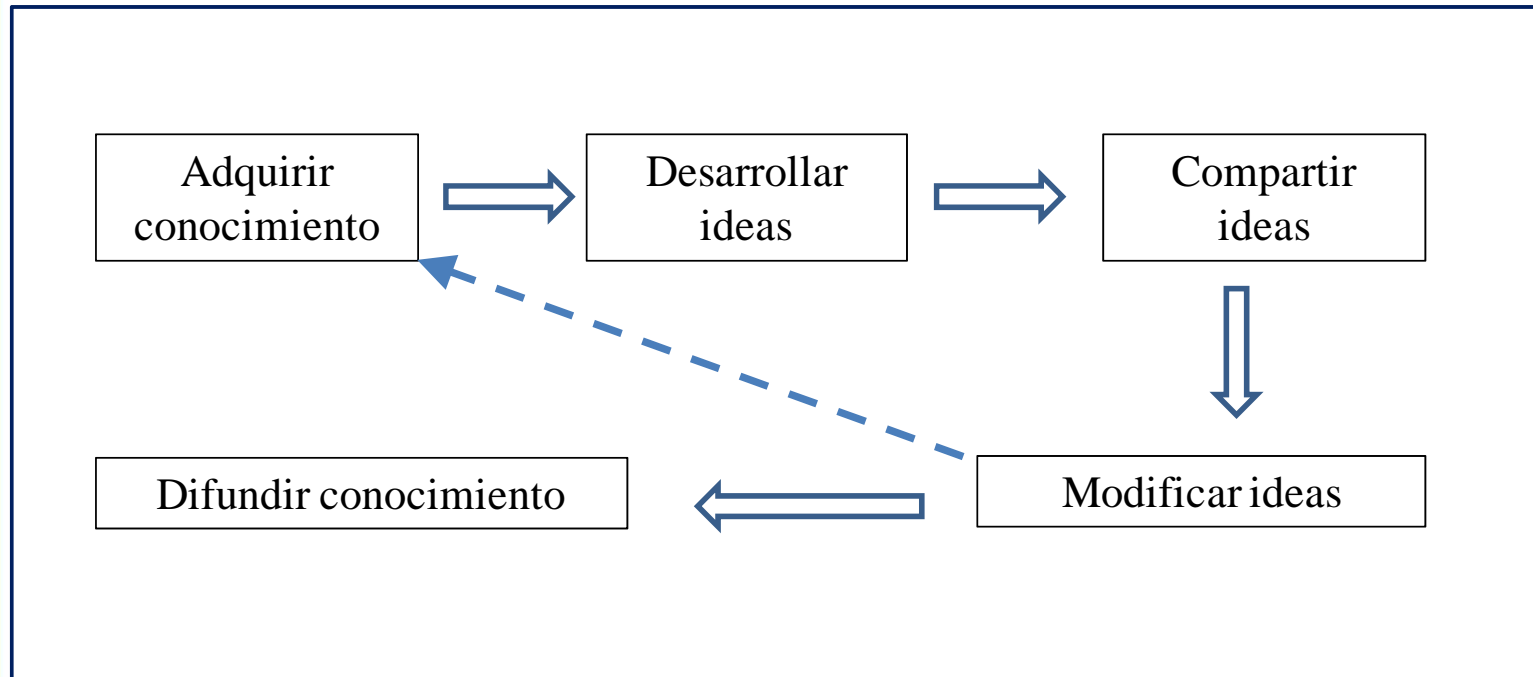 Adquirir
conocimiento
Desarrollar
ideas
Compartir
ideas
Modificar ideas
Difundir conocimiento